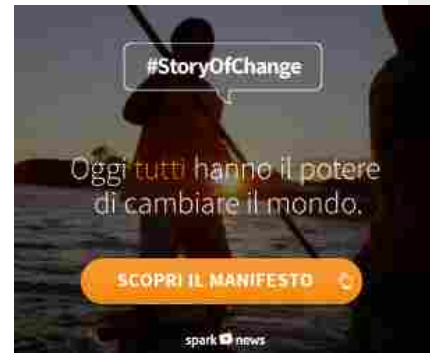 #StoryOfChange
Oggi tutti hanno il potere
di cambiare il mondo.
SCOPRI IL MANIFESTO
spark news